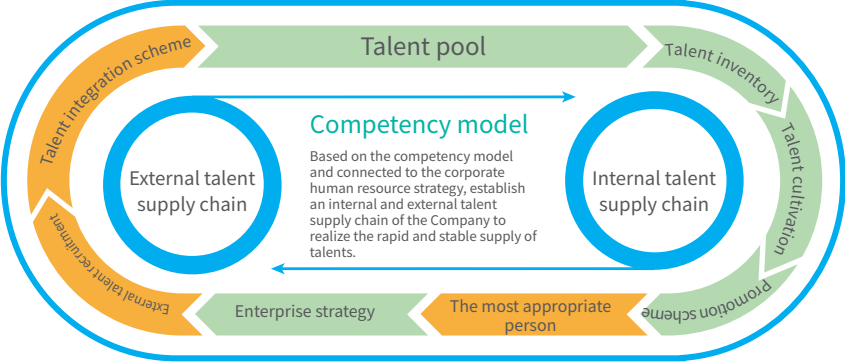 Talent integration scheme
Talent pool
Talent inventory
Talent cultivation
Promotion scheme
The most appropriate
person
Enterprise strategy
External talent recruitment
External talent
supply chain
Competency model
Based on the competency model
and connected to the corporate
human resource strategy, establish
an internal and external talent
supply chain of the Company to
realize the rapid and stable supply of
talents.
Internal talent
supply chain